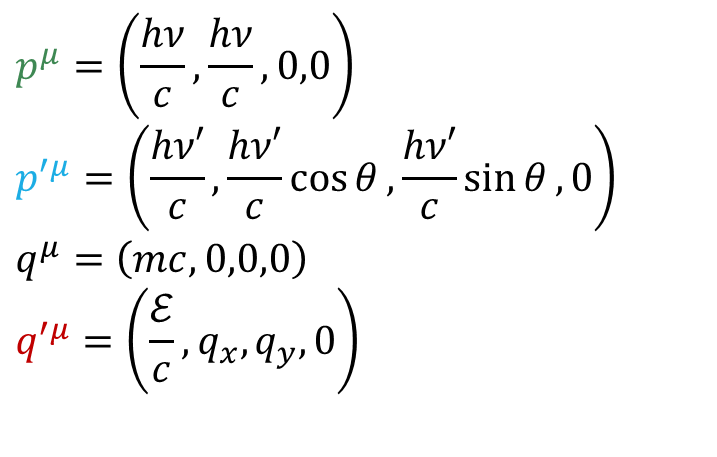 p^μ = (hν/c, hν/c, 0,0)
p′^μ = (hν′/c, hν′/c cos θ, hν′/c sin θ, 0)
q^μ = (mc, 0,0,0)
q′^μ = (ℰ/c, q_x, q_y, 0)